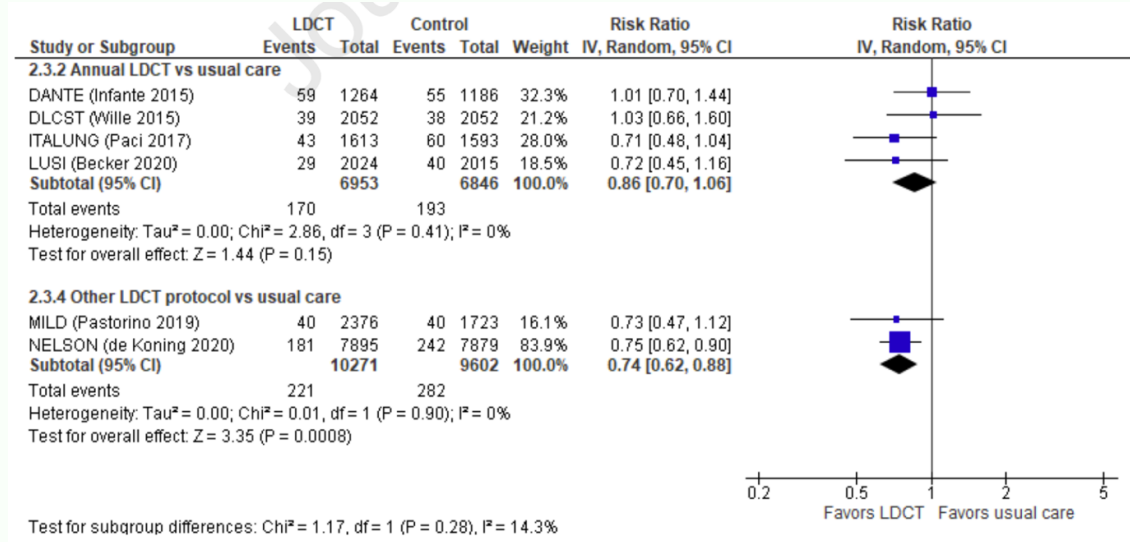 Jou
LDCT Control Risk Ratio Risk Ratio
Study or Subgroup Events Total Events Total Weight IV, Random, 95% CI IV, Random, 95% CI
2.3.2 Annual LDCT vs usual care
DANTE (Infante 2015) 59 1264 55 1186 32.3% 1.01 [0.70, 1.44]
DLCST (Wille 2015) 39 2052 38 2052 21.2% 1.03 [0.66, 1.60]
ITALUNG (Paci 2017) 43 1613 60 1593 28.0% 0.71 [0.48, 1.04]
LUSI (Becker 2020) 29 2024 40 2015 18.5% 0.72 [0.45, 1.16]
Subtotal (95% CI) 6953 6846 100.0% 0.86 [0.70, 1.06]
Total events 170 193
Heterogeneity: Tau² = 0.00; Chi² = 2.86, df = 3 (P = 0.41); I² = 0%
Test for overall effect: Z = 1.44 (P = 0.15)
2.3.4 Other LDCT protocol vs usual care
MILD (Pastorino 2019) 40 2376 40 1723 16.1% 0.73 [0.47, 1.12]
NELSON (de Koning 2020) 181 7895 242 7879 83.9% 0.75 [0.62, 0.90]
Subtotal (95% CI) 10271 9602 100.0% 0.74 [0.62, 0.88]
Total events 221 282
Heterogeneity: Tau² = 0.00; Chi² = 0.01, df = 1 (P = 0.90); I² = 0%
Test for overall effect: Z = 3.35 (P = 0.0008)
0.2 0.5 1 2 5
Favors LDCT Favors usual care
Test for subgroup differences: Chi² = 1.17, df = 1 (P = 0.28), I² = 14.3%